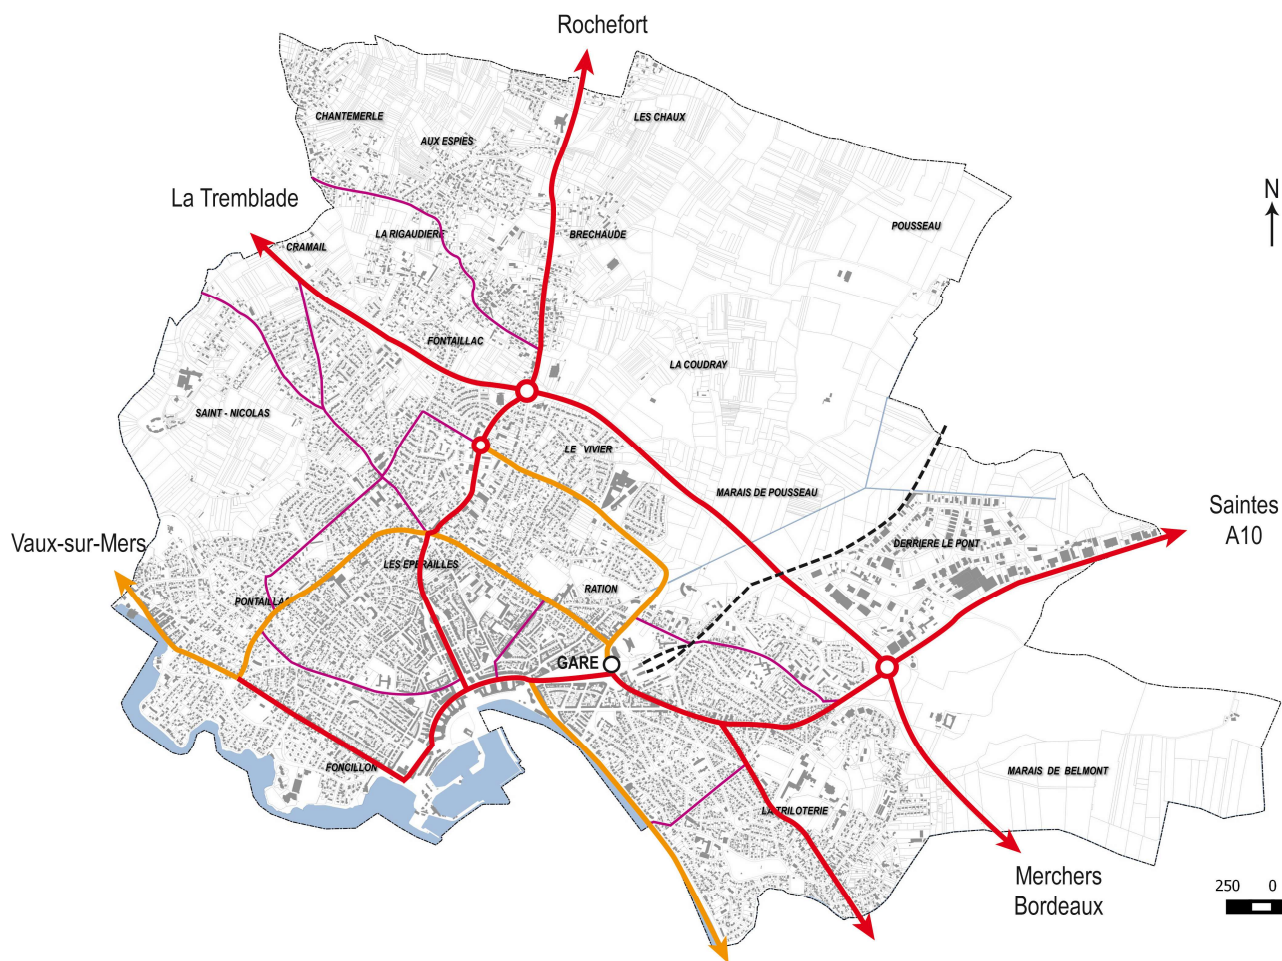 Rochefort
CHANTEMERLE
LES CHAUX
AUX ESPIES
N
La Tremblade
POUSSEAU
LA RIGAUDIERE
BRECHAUDE
CRAMAIL
FONTAILLAC
LA COUDRAY
SAINT - NICOLAS
LE VIVIER
MARAIS DE POUSSEAU
Saintes
A10
Vaux-sur-Mers
DERRIERE LE PONT
LES EPERAILLES
RATION
PONTAILLAC
GARE
FONCILLON
MARAIS DE BELMONT
LA TRILOTERIE
Merchers
Bordeaux
250 0